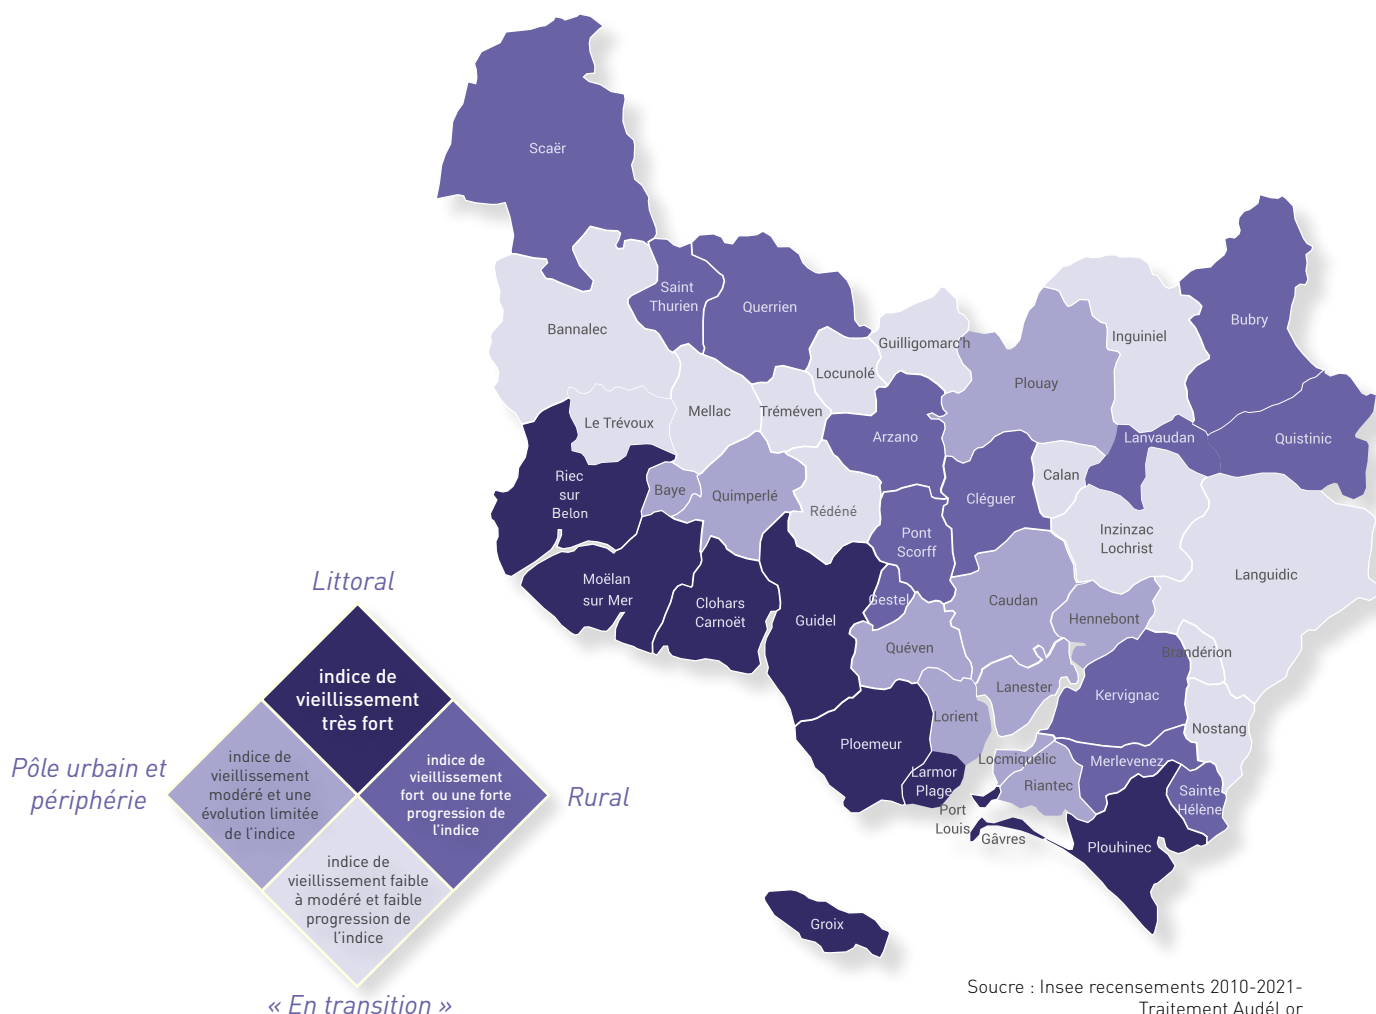 Scaër
Saint
Thurien
Querrien
Bannalec
Guilligomarc'h
Inguiniel
Bubry
Locunolé
Plouay
Le Trévoux
Mellac
Tréméven
Arzano
Lanvaudan
Quistinic
Riec
sur
Belon
Baye
Quimperlé
Rédéné
Cléguer
Calan
Pont
Scorff
Inzinzac
Lochrist
Languidic
Moëlan
sur Mer
Clohars
Carnoët
Guidel
Gestel
Caudan
Hennebont
Quéven
Brandérion
Lanester
Kervignac
Lorient
Nostang
Ploemeur
Locmiquélic
Merlevenez
Larmor
Plage
Riantec
Sainte
Hélène
Port
Louis
Gâvres
Plouhinec
Groix
Littoral
indice de
vieillissement
très fort
Pôle urbain et
périphérie
indice de
vieillissement
modéré et une
évolution limitée
de l'indice
indice de
vieillissement
fort ou une forte
progression de
l'indice
Rural
indice de
vieillissement faible
à modéré et faible
progression de
l'indice
« En transition »
Soucre : Insee recensements 2010-2021-
Traitement AudéLor